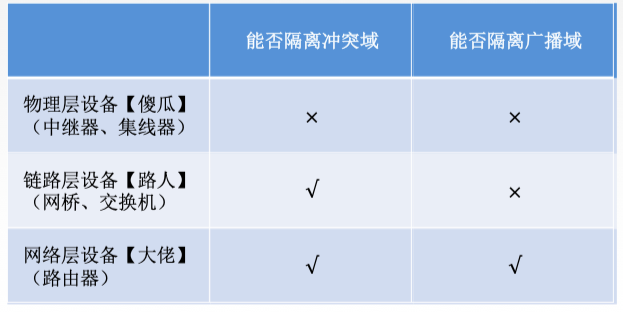 能否隔离冲突域
能否隔离广播域
物理层设备【傻瓜】
（中继器、集线器）
×
×
链路层设备【路人】
（网桥、交换机）
√
×
网络层设备【大佬】
（路由器）
√
√